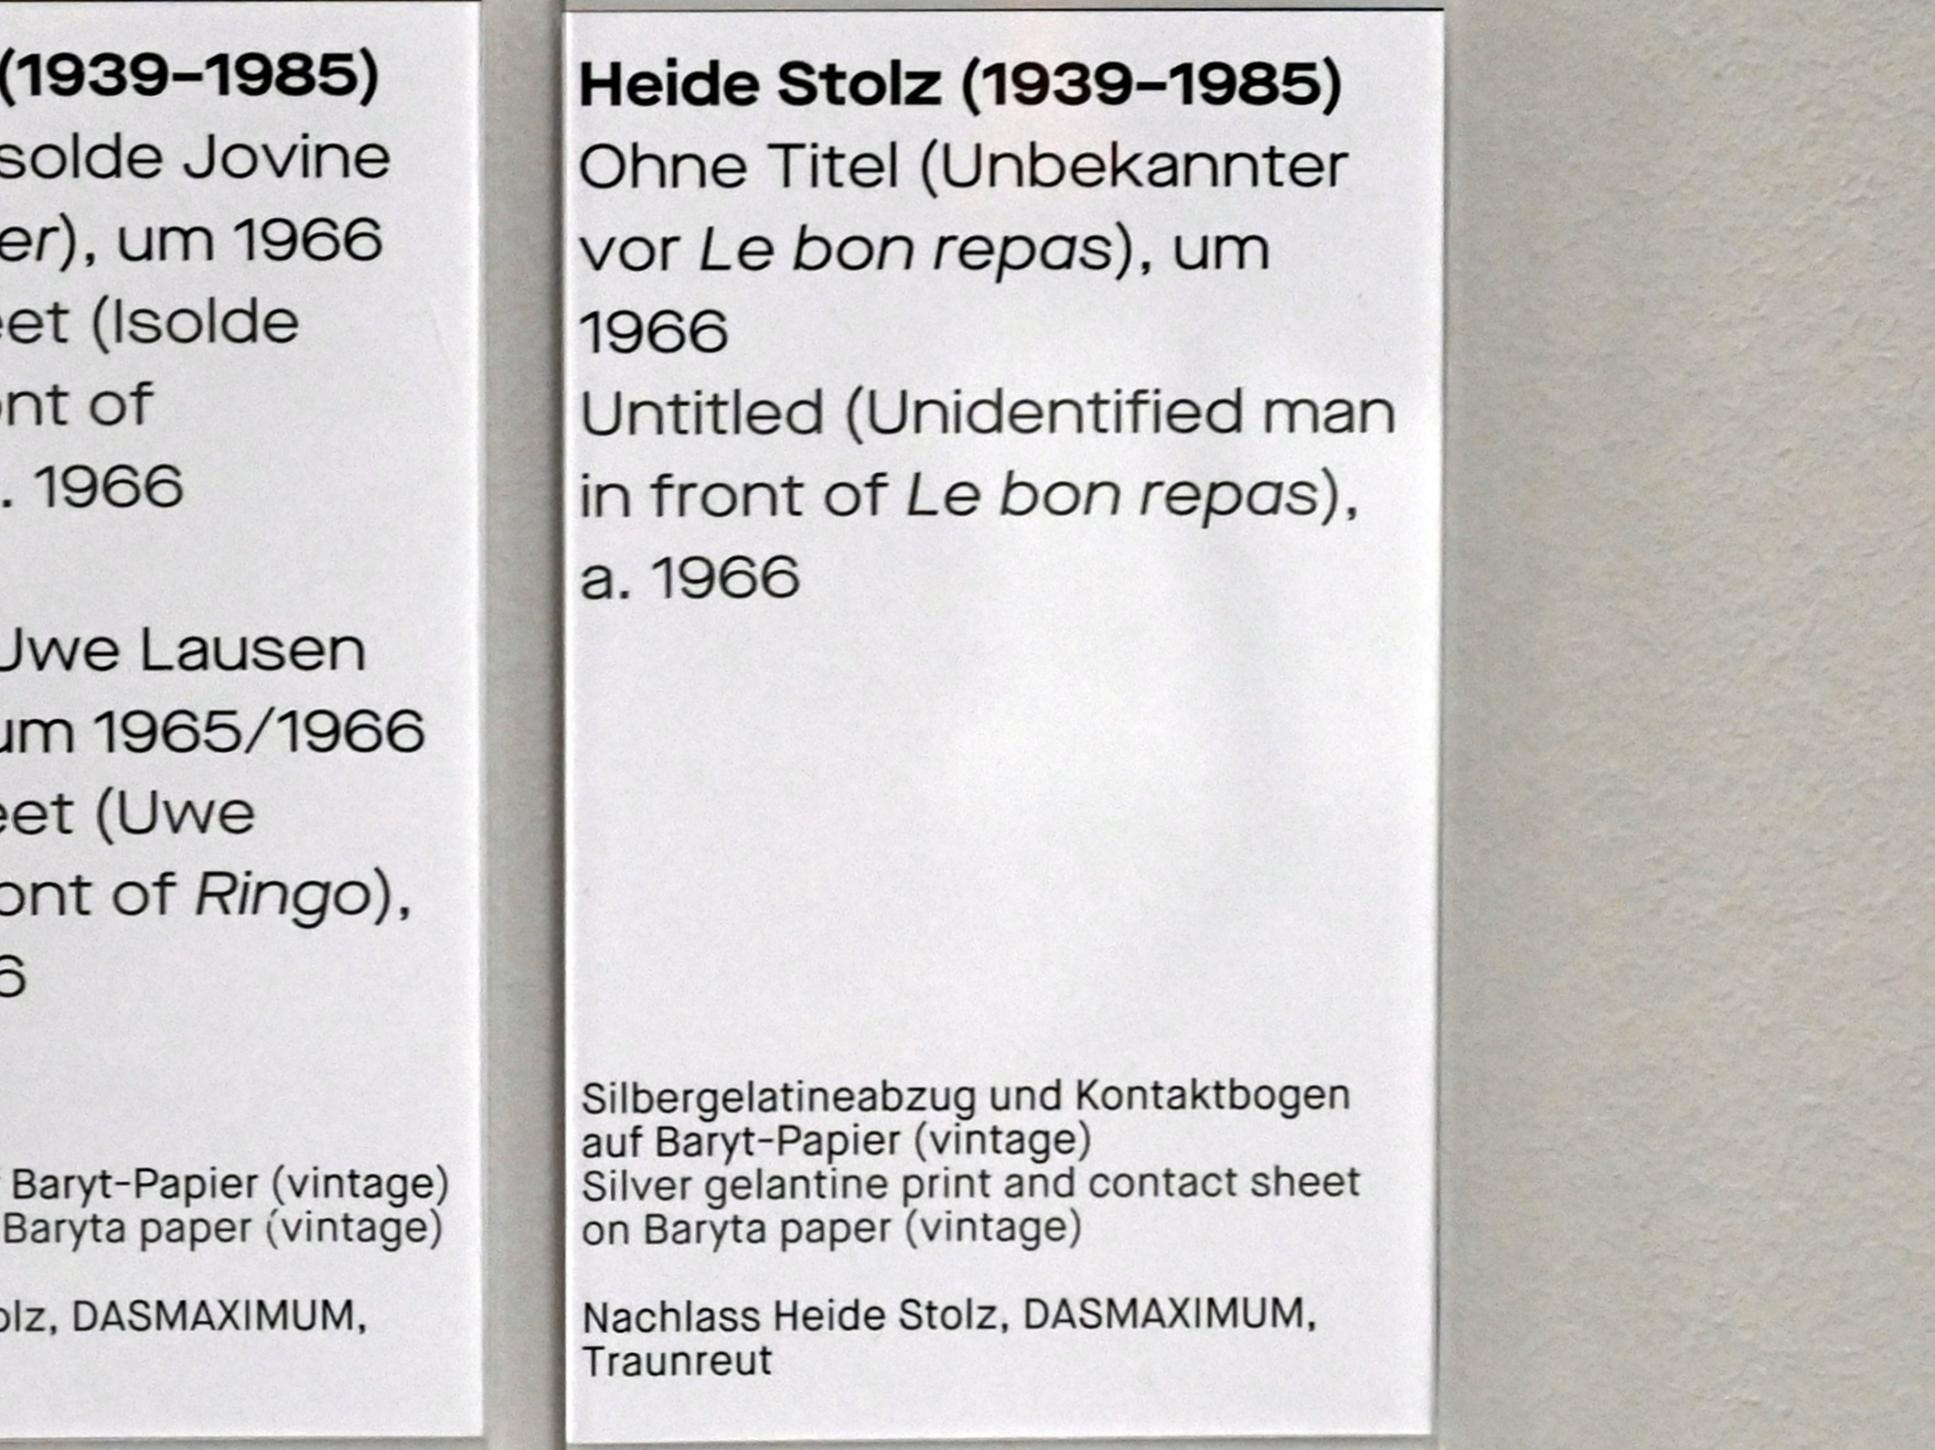 (1939–1985)
solde Jovine
er), um 1966
eet (Isolde
ont of
. 1966
Uwe Lausen
um 1965/1966
eet (Uwe
ont of Ringo),
6
Baryt-Papier (vintage)
Baryta paper (vintage)
olz, DASMAXIMUM,
Heide Stolz (1939–1985)
Ohne Titel (Unbekannter
vor Le bon repas), um
1966
Untitled (Unidentified man
in front of Le bon repas),
a. 1966
Silbergelatineabzug und Kontaktbogen
auf Baryt-Papier (vintage)
Silver gelantine print and contact sheet
on Baryta paper (vintage)
Nachlass Heide Stolz, DASMAXIMUM,
Traunreut